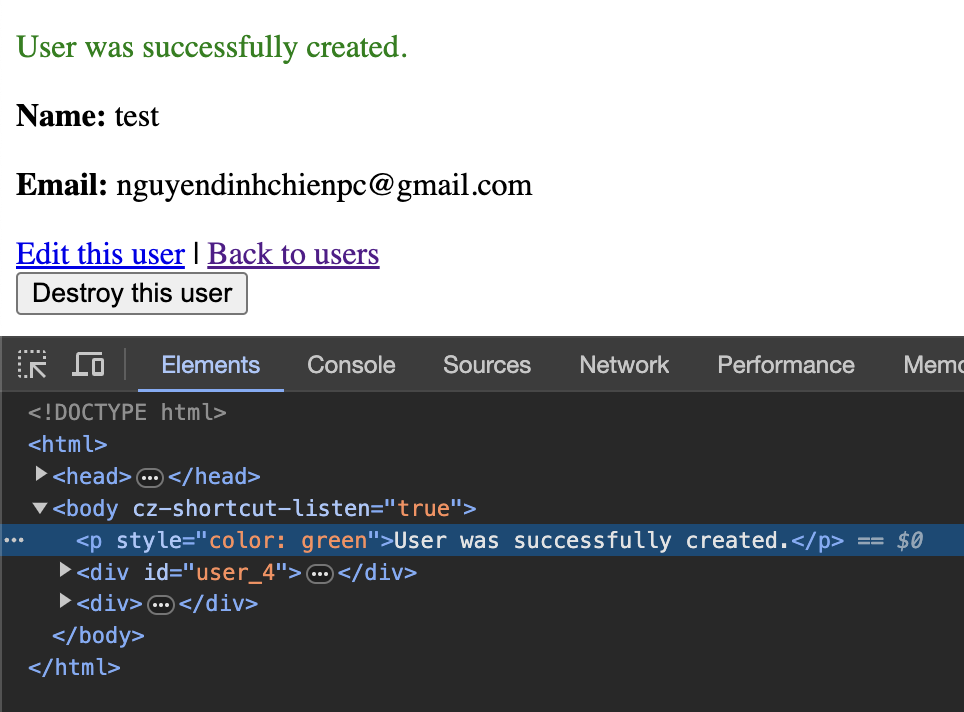 User was successfully created.
Name: test
Email: nguyendinhchienpc@gmail.com
Edit this user | Back to users
Destroy this user
Elements Console Sources Network Performance Memo
<!DOCTYPE html>
<html>
<head>…</head>
<body cz-shortcut-listen="true">
<p style="color: green">User was successfully created.</p> == $0
<div id="user_4">…</div>
<div>…</div>
</body>
</html>